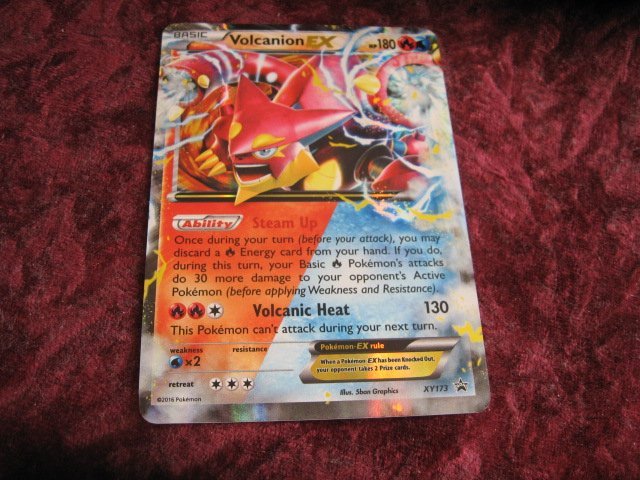 BASIC Volcanion EX HP180
Ability Steam Up
Once during your turn (before your attack), you may
discard a Energy card from your hand. If you do,
during this turn, your Basic Pokémon's attacks
do 30 more damage to your opponent's Active
Pokémon (before applying Weakness and Resistance).
Volcanic Heat 130
This Pokémon can't attack during your next turn.
weakness resistance
×2
Pokémon-EX rule
When a Pokémon-EX has been Knocked Out,
your opponent takes 2 Prize cards.
retreat
Illus. 5ban Graphics XY173
©2016 Pokémon